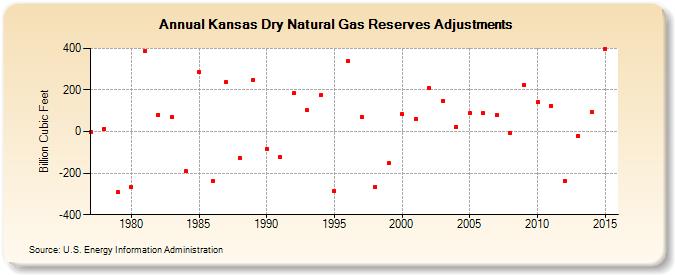 Annual Kansas Dry Natural Gas Reserves Adjustments
Billion Cubic Feet
400
200
0
-200
-400
1980 1985 1990 1995 2000 2005 2010 2015
Source: U.S. Energy Information Administration